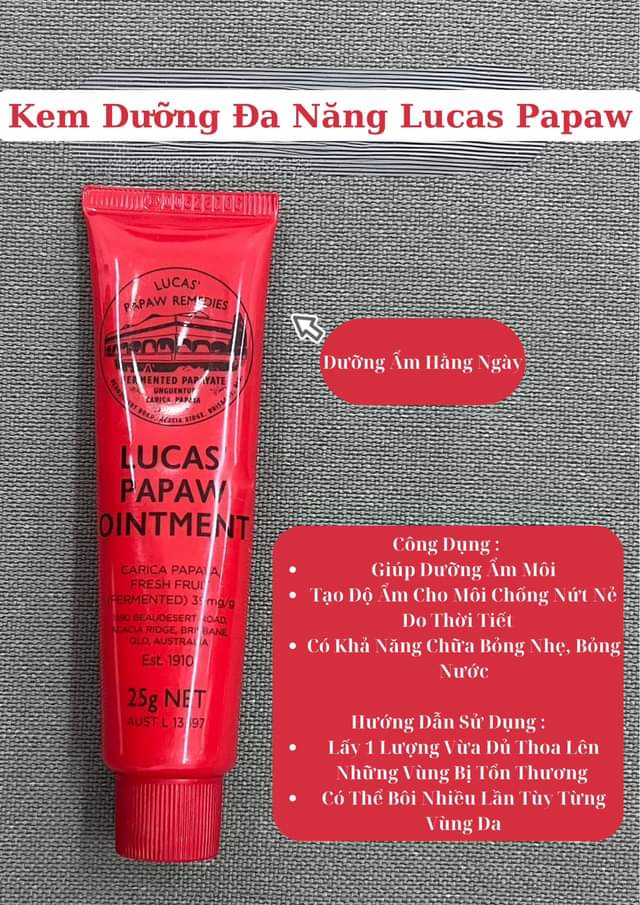 Kem Dưỡng Đa Năng Lucas Papaw
LUCAS'
PAPAW REMEDIES
FERMENTED PAPAYA
UNGUENTUM
CARICA PAPAYA
LUCAS'
PAPAW
OINTMENT
CARICA PAPAYA
FRESH FRUIT
(FERMENTED) 39mg/g
BEAUDESERT ROAD,
ACACIA RIDGE, BRISBANE
QLD, AUSTRALIA
Est. 1910
25g NET
AUST L
Dưỡng Ẩm Hằng Ngày
Công Dụng :
• Giúp Dưỡng Ẩm Môi
• Tạo Độ Ẩm Cho Môi Chống Nứt Nẻ
Do Thời Tiết
• Có Khả Năng Chữa Bỏng Nhẹ, Bỏng
Nước
Hướng Dẫn Sử Dụng :
• Lấy 1 Lượng Vừa Đủ Thoa Lên
Những Vùng Bị Tổn Thương
• Có Thể Bôi Nhiều Lần Tùy Từng
Vùng Da